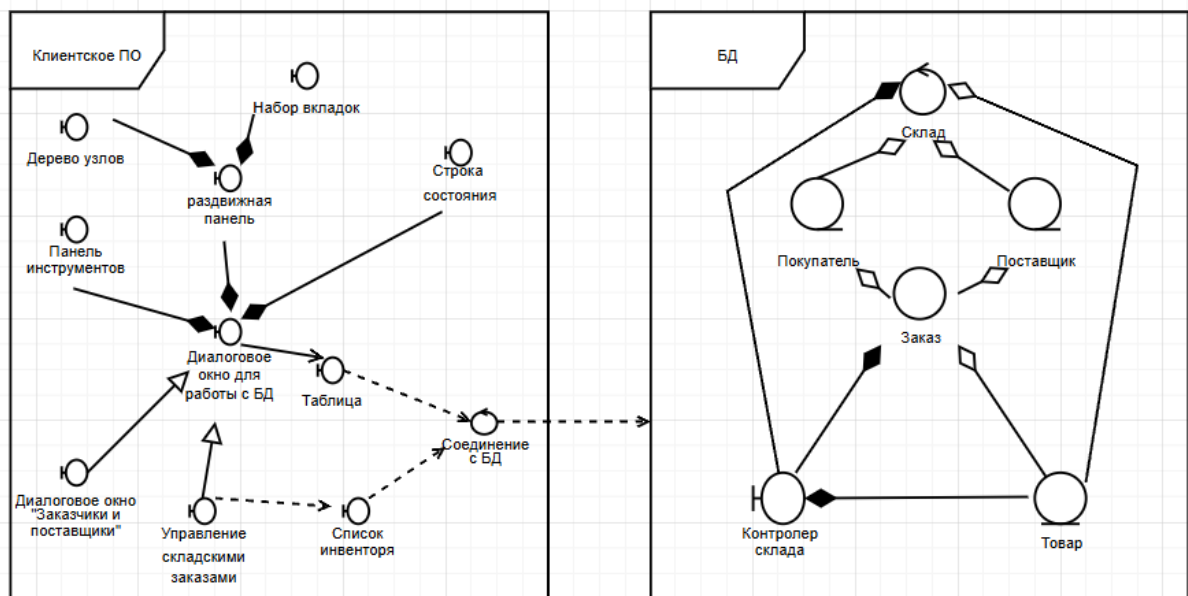 Клиентское ПО
Набор вкладок
Дерево узлов
Строка
состояния
раздвижная
панель
Панель
инструментов
Диалоговое
окно для
работы с БД
Таблица
Соединение
с БД
Диалоговое окно
"Заказчики и
поставщики"
Управление
складскими
заказами
Список
инвенторя
БД
Склад
Покупатель
Поставщик
Заказ
Контролер
склада
Товар